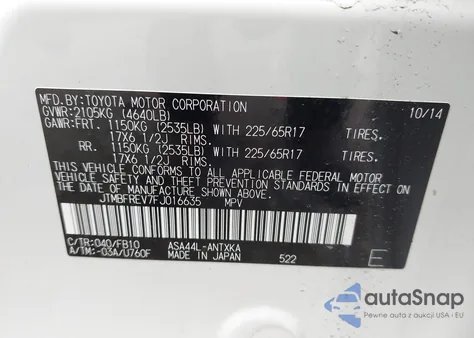 MFD.BY:TOYOTA MOTOR CORPORATION 10/14
GVWR:2105KG (4640LB)
GAWR:FRT. 1150KG (2535LB) WITH 225/65R17 TIRES.
17X6 1/2J RIMS.
RR. 1150KG (2535LB) WITH 225/65R17 TIRES.
17X6 1/2J RIMS.
THIS VEHICLE CONFORMS TO ALL APPLICABLE FEDERAL MOTOR
VEHICLE SAFETY AND THEFT PREVENTION STANDARDS IN EFFECT ON
THE DATE OF MANUFACTURE SHOWN ABOVE.
JTMBFREV7FJ016635 MPV
C/TR:040/FB10 ASA44L-ANTXKA
A/TM:-03A/U760F MADE IN JAPAN 522 E
autoSnap
Pewne auta z USA i EU